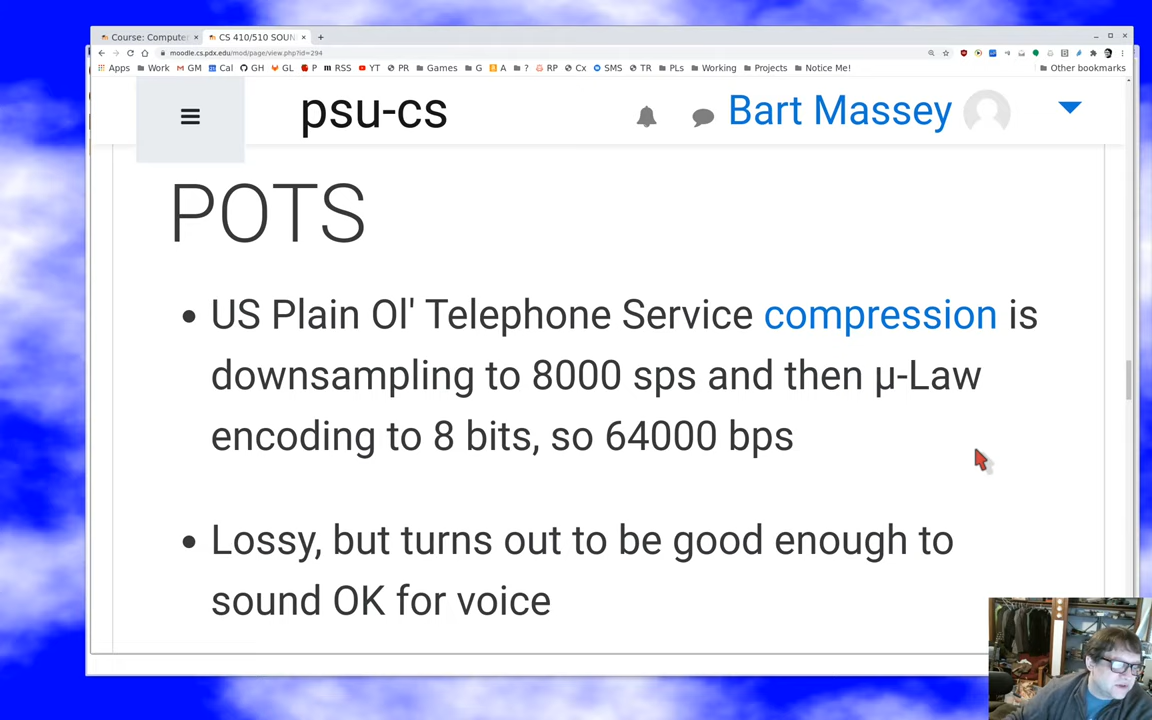 Course: Compute
CS 410/510 SOUN
moodle.cs.pdx.edu/mod/page/view.php?id=294
Apps Work GM Cal GH GL P RSS YT PR Games G A ? RP Cx SMS TR PLs Working Projects Notice Me! Other bookmarks
psu-cs
Bart Massey
POTS
• US Plain Ol' Telephone Service compression is
downsampling to 8000 sps and then µ-Law
encoding to 8 bits, so 64000 bps
• Lossy, but turns out to be good enough to
sound OK for voice